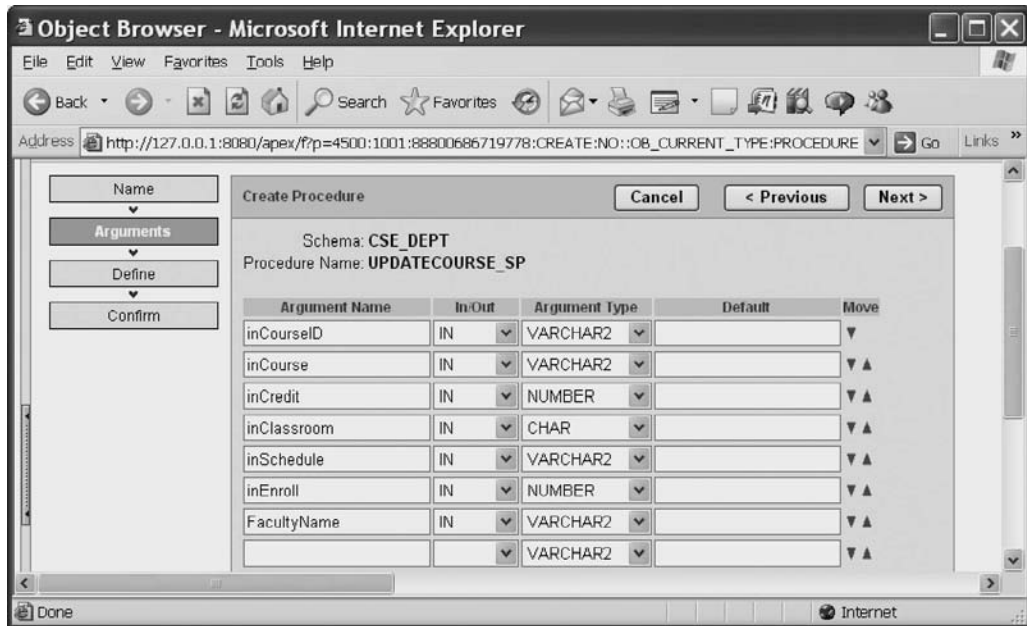 Object Browser - Microsoft Internet Explorer
File Edit View Favorites Tools Help
Back Search Favorites
Address http://127.0.0.1:8080/apex/f?p=4500:1001:88800686719778:CREATE:NO::OB_CURRENT_TYPE:PROCEDURE Go Links »
Name
Create Procedure Cancel < Previous Next >
Arguments
Schema: CSE_DEPT
Procedure Name: UPDATECOURSE_SP
Define
Confirm
Argument Name In/Out Argument Type Default Move
inCourseID IN VARCHAR2
inCourse IN VARCHAR2
inCredit IN NUMBER
inClassroom IN CHAR
inSchedule IN VARCHAR2
inEnroll IN NUMBER
FacultyName IN VARCHAR2
VARCHAR2
Done Internet